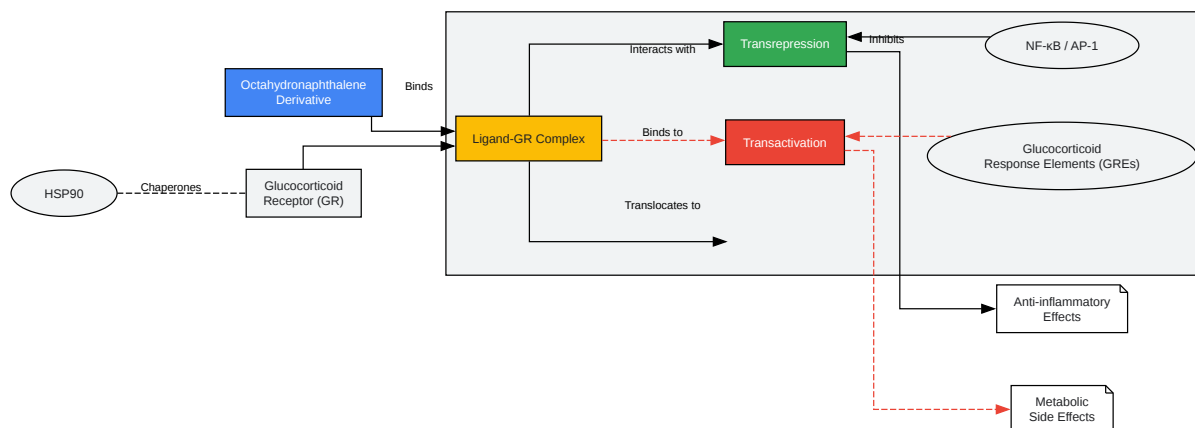 Octahydronaphthalene
Derivative
Binds
HSP90
Chaperones
Glucocorticoid
Receptor (GR)
Ligand-GR Complex
Interacts with
Transrepression
Inhibits
NF-κB / AP-1
Binds to
Transactivation
Glucocorticoid
Response Elements (GREs)
Translocates to
Anti-inflammatory
Effects
Metabolic
Side Effects